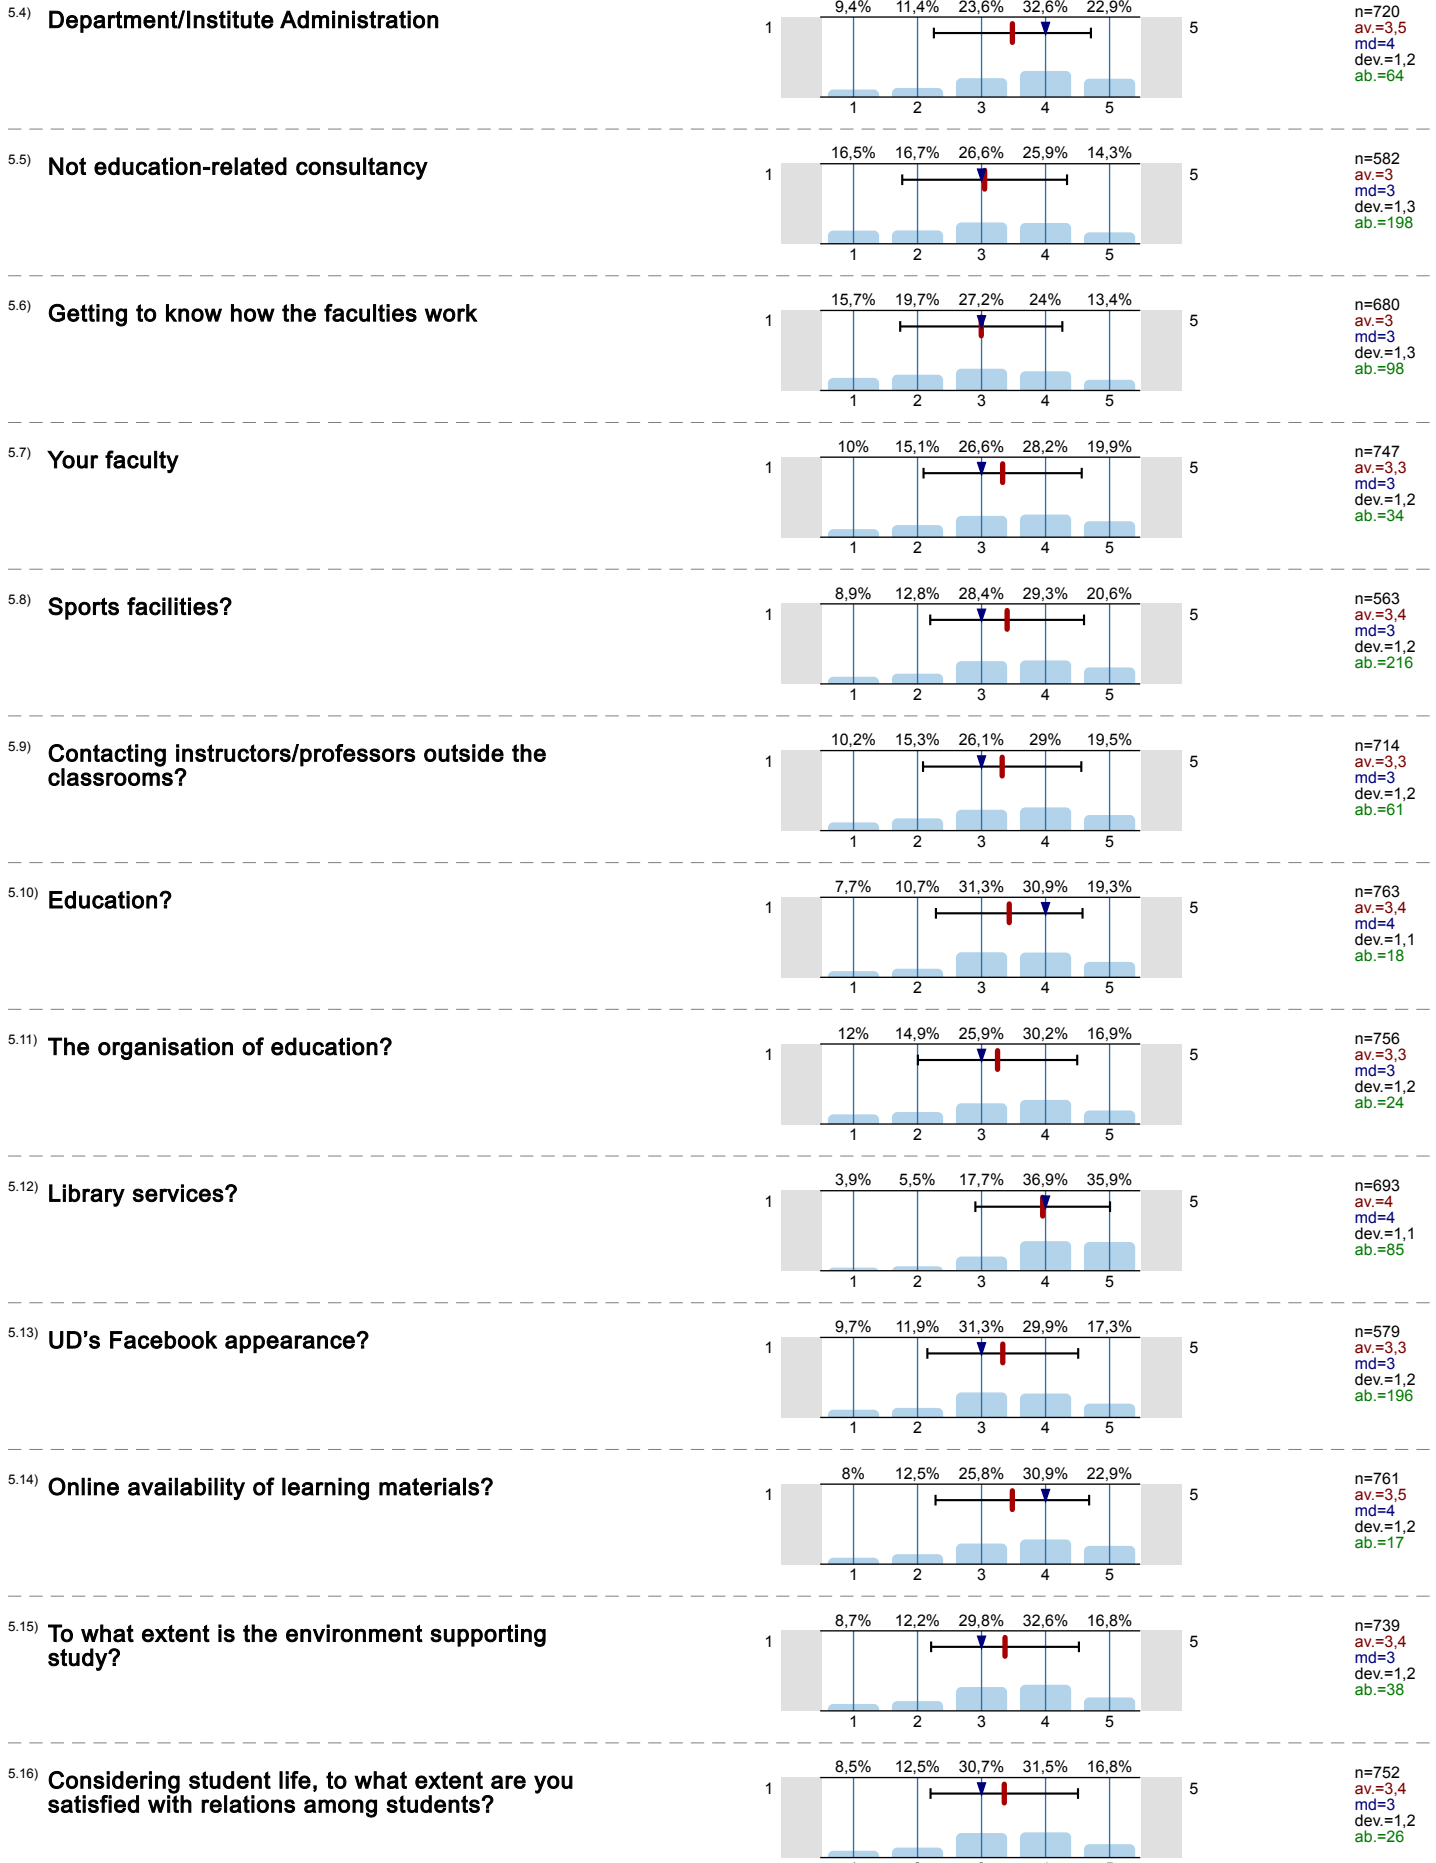 5.4) Department/Institute Administration
9,4% 11,4% 23,6% 32,6% 22,9%
1 5
1 2 3 4 5
n=720
av.=3,5
md=4
dev.=1,2
ab.=64
5.5) Not education-related consultancy
16,5% 16,7% 26,6% 25,9% 14,3%
1 5
1 2 3 4 5
n=582
av.=3
md=3
dev.=1,3
ab.=198
5.6) Getting to know how the faculties work
15,7% 19,7% 27,2% 24% 13,4%
1 5
1 2 3 4 5
n=680
av.=3
md=3
dev.=1,3
ab.=98
5.7) Your faculty
10% 15,1% 26,6% 28,2% 19,9%
1 5
1 2 3 4 5
n=747
av.=3,3
md=3
dev.=1,2
ab.=34
5.8) Sports facilities?
8,9% 12,8% 28,4% 29,3% 20,6%
1 5
1 2 3 4 5
n=563
av.=3,4
md=3
dev.=1,2
ab.=216
5.9) Contacting instructors/professors outside the
classrooms?
10,2% 15,3% 26,1% 29% 19,5%
1 5
1 2 3 4 5
n=714
av.=3,3
md=3
dev.=1,2
ab.=61
5.10) Education?
7,7% 10,7% 31,3% 30,9% 19,3%
1 5
1 2 3 4 5
n=763
av.=3,4
md=4
dev.=1,1
ab.=18
5.11) The organisation of education?
12% 14,9% 25,9% 30,2% 16,9%
1 5
1 2 3 4 5
n=756
av.=3,3
md=3
dev.=1,2
ab.=24
5.12) Library services?
3,9% 5,5% 17,7% 36,9% 35,9%
1 5
1 2 3 4 5
n=693
av.=4
md=4
dev.=1,1
ab.=85
5.13) UD’s Facebook appearance?
9,7% 11,9% 31,3% 29,9% 17,3%
1 5
1 2 3 4 5
n=579
av.=3,3
md=3
dev.=1,2
ab.=196
5.14) Online availability of learning materials?
8% 12,5% 25,8% 30,9% 22,9%
1 5
1 2 3 4 5
n=761
av.=3,5
md=4
dev.=1,2
ab.=17
5.15) To what extent is the environment supporting
study?
8,7% 12,2% 29,8% 32,6% 16,8%
1 5
1 2 3 4 5
n=739
av.=3,4
md=3
dev.=1,2
ab.=38
5.16) Considering student life, to what extent are you
satisfied with relations among students?
8,5% 12,5% 30,7% 31,5% 16,8%
1 5
n=752
av.=3,4
md=3
dev.=1,2
ab.=26